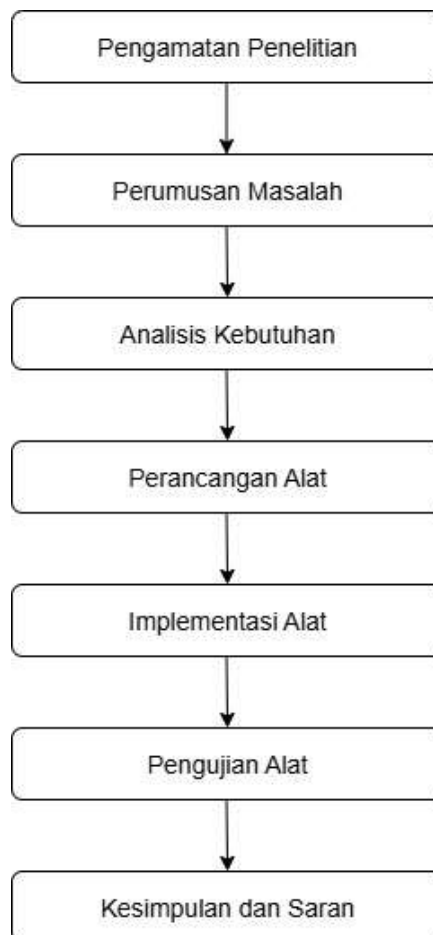 Pengamatan Penelitian
Perumusan Masalah
Analisis Kebutuhan
Perancangan Alat
Implementasi Alat
Pengujian Alat
Kesimpulan dan Saran